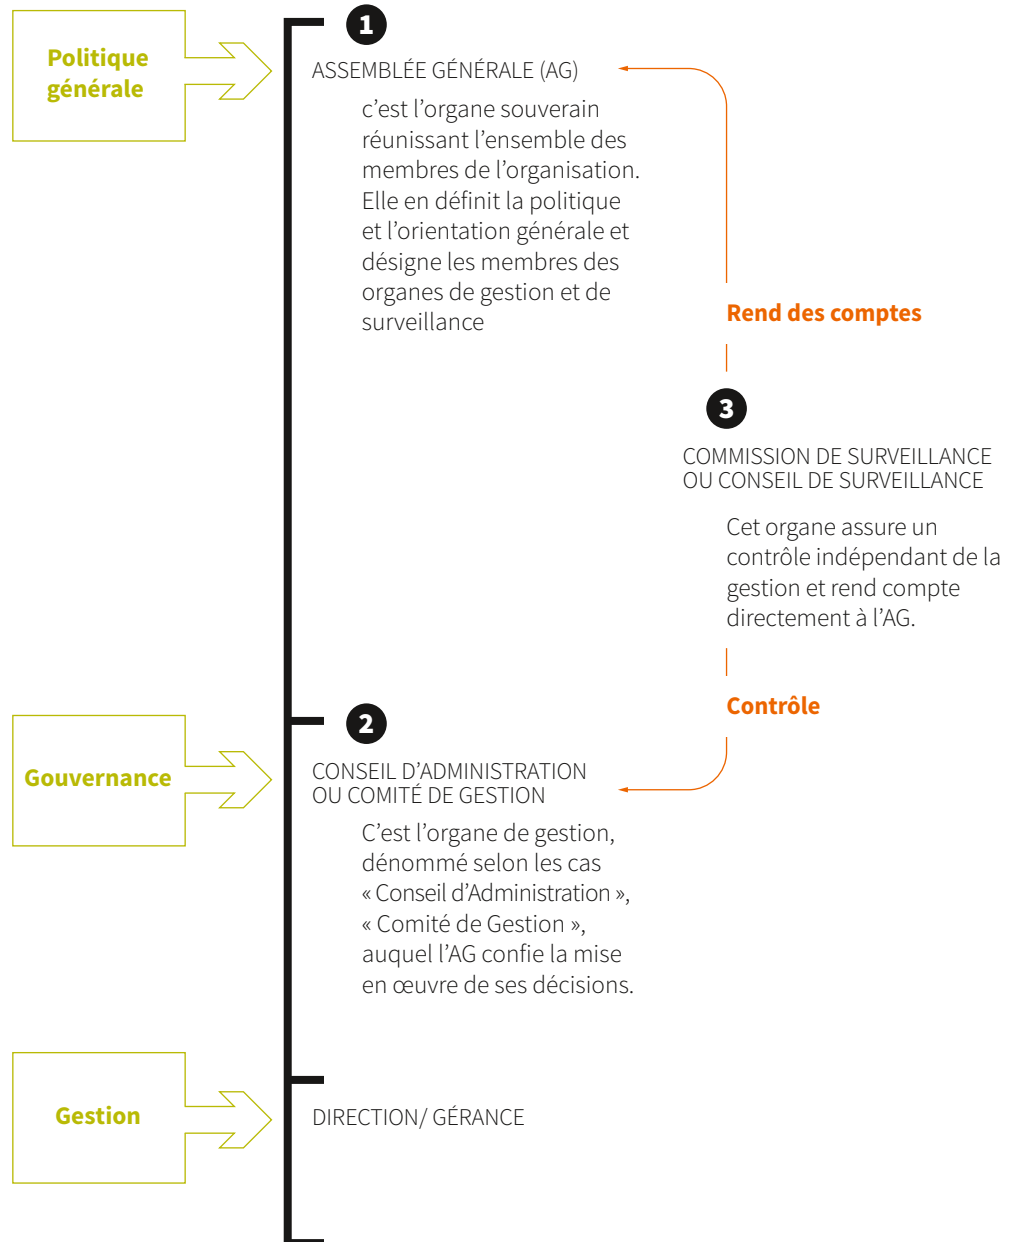 Politique
générale
1
ASSEMBLÉE GÉNÉRALE (AG)
c’est l’organe souverain
réunissant l’ensemble des
membres de l’organisation.
Elle en définit la politique
et l’orientation générale et
désigne les membres des
organes de gestion et de
surveillance
Rend des comptes
3
COMMISSION DE SURVEILLANCE
OU CONSEIL DE SURVEILLANCE
Cet organe assure un
contrôle indépendant de la
gestion et rend compte
directement à l’AG.
Contrôle
Gouvernance
2
CONSEIL D’ADMINISTRATION
OU COMITÉ DE GESTION
C’est l’organe de gestion,
dénommé selon les cas
« Conseil d’Administration »,
« Comité de Gestion »,
auquel l’AG confie la mise
en œuvre de ses décisions.
Gestion
DIRECTION/ GÉRANCE